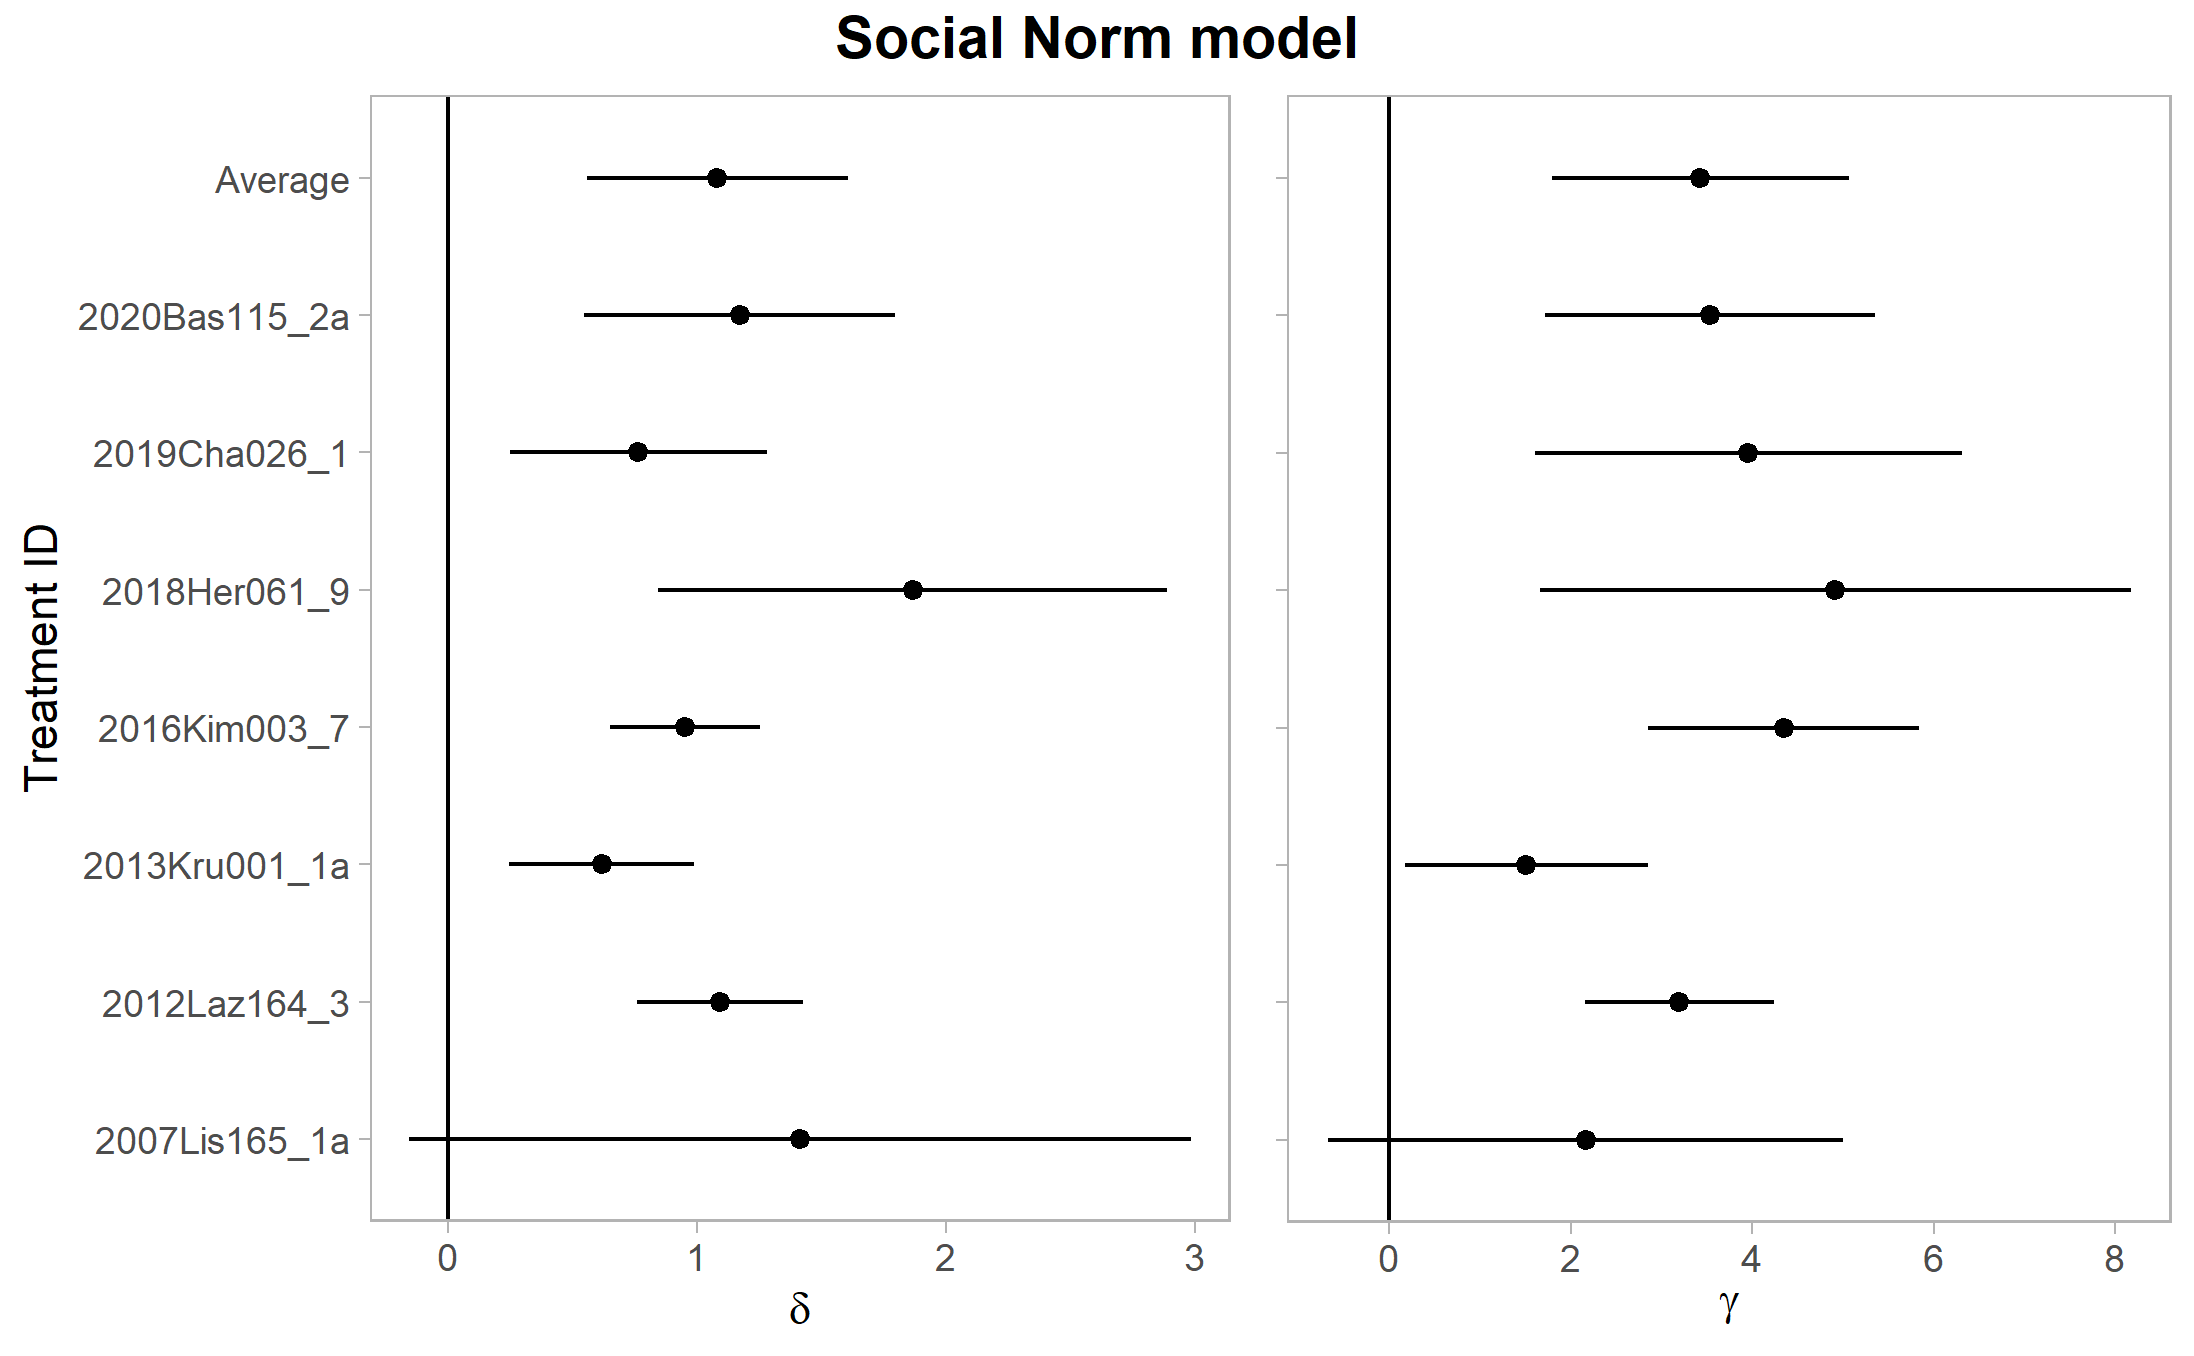 Social Norm model
Treatment ID
Average
2020Bas115_2a
2019Cha026_1
2018Her061_9
2016Kim003_7
2013Kru001_1a
2012Laz164_3
2007Lis165_1a
0 1 2 3
δ
0 2 4 6 8
γ